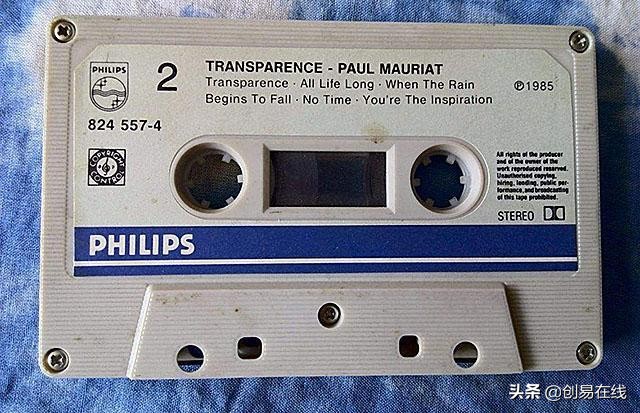 PHILIPS
2
TRANSPARENCE - PAUL MAURIAT
Transparence · All Life Long · When The Rain
Begins To Fall · No Time · You're The Inspiration
℗1985
824 557-4
COPYRIGHT
CONTROL
All rights of the producer
and of the owner of the
work reproduced reserved.
Unauthorised copying,
hiring, lending, public per-
formance, and broadcasting
of this tape prohibited.
STEREO
PHILIPS
头条 @创易在线